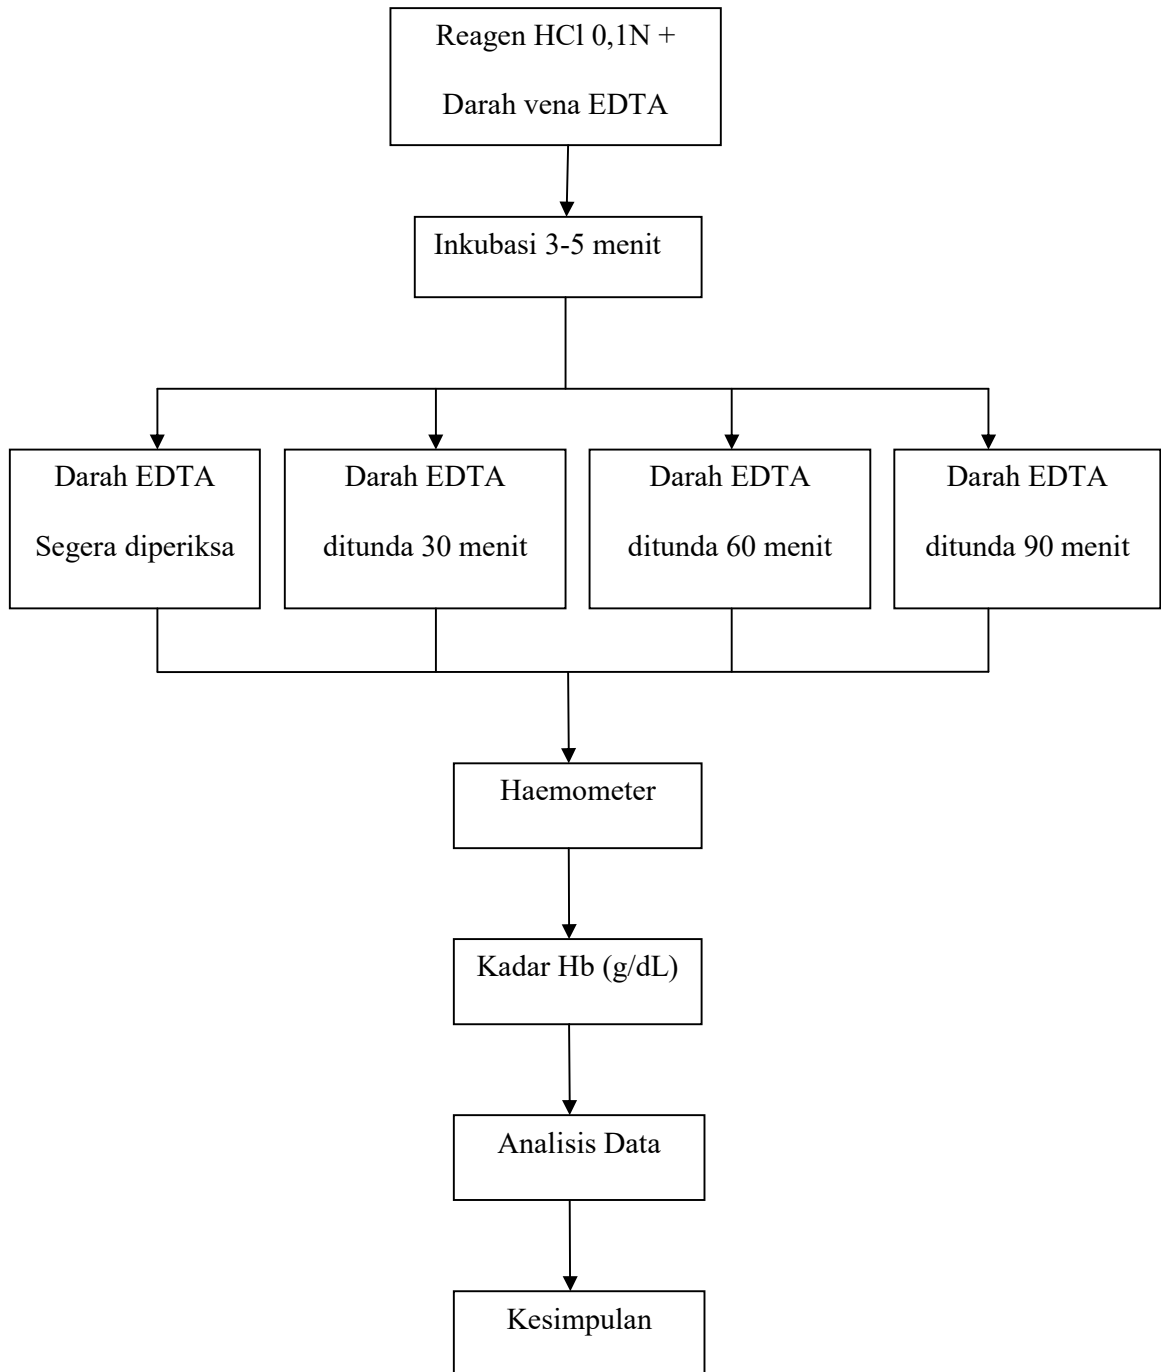 Reagen HCl 0,1N +
Darah vena EDTA
Inkubasi 3-5 menit
Darah EDTA
Segera diperiksa
Darah EDTA
ditunda 30 menit
Darah EDTA
ditunda 60 menit
Darah EDTA
ditunda 90 menit
Haemometer
Kadar Hb (g/dL)
Analisis Data
Kesimpulan